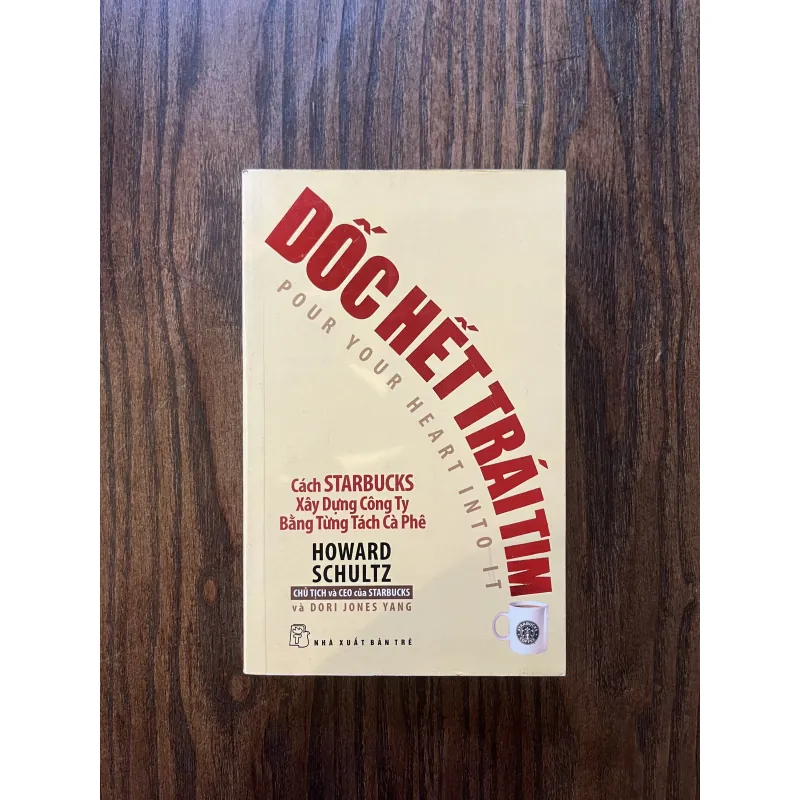 DỐC HẾT TRÁI TIM
POUR YOUR HEART INTO IT
Cách STARBUCKS
Xây Dựng Công Ty
Bằng Từng Tách Cà Phê
HOWARD
SCHULTZ
CHỦ TỊCH và CEO của STARBUCKS
và DORI JONES YANG
NHÀ XUẤT BẢN TRẺ